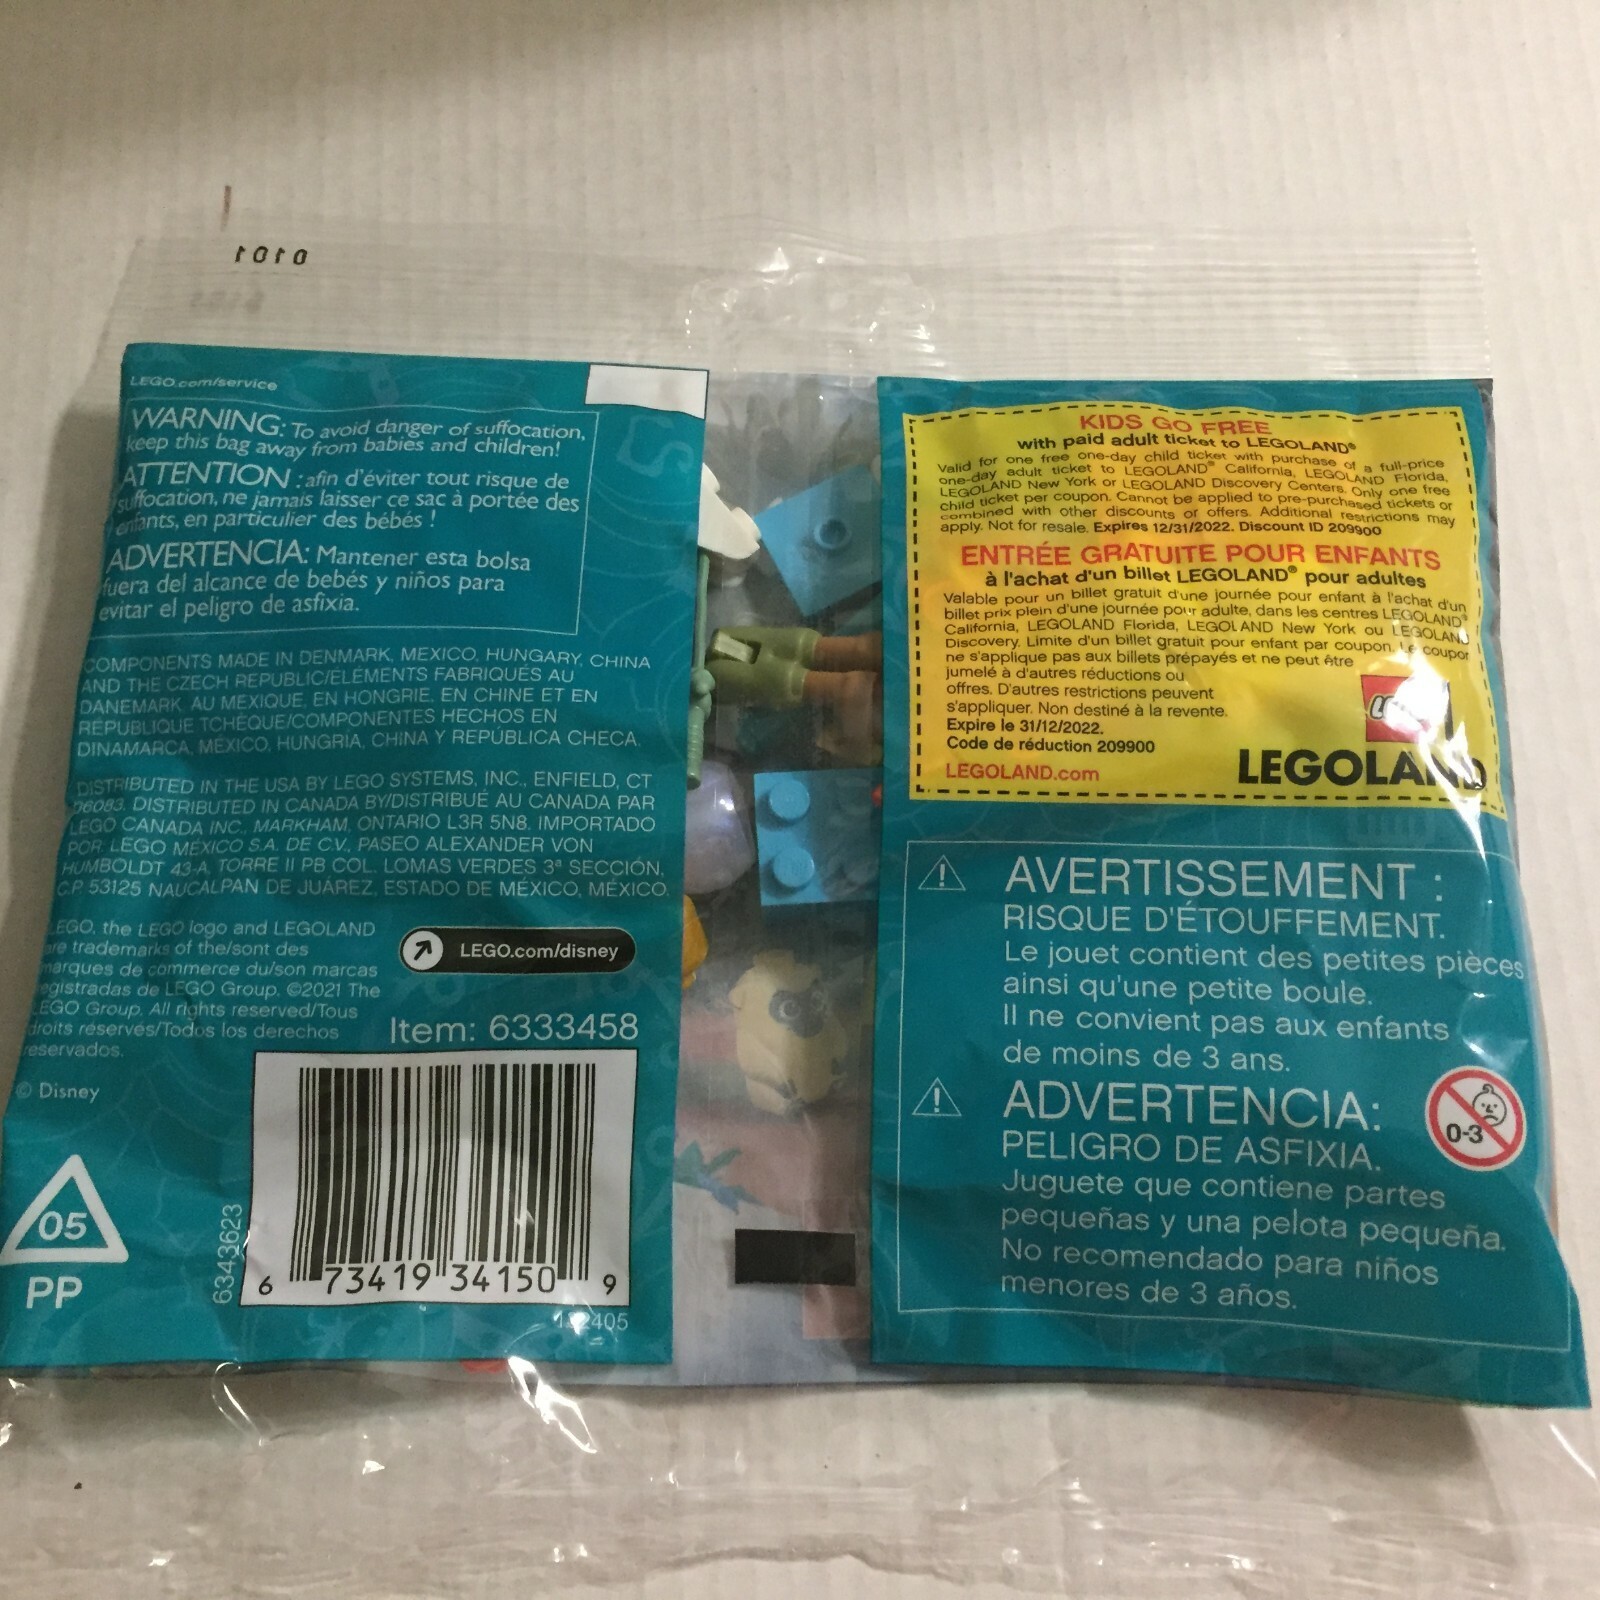 1010
LEGO.com/service
WARNING: To avoid danger of suffocation,
keep this bag away from babies and children!
ATTENTION : afin d'éviter tout risque de
suffocation, ne jamais laisser ce sac à portée des
enfants, en particulier des bébés !
ADVERTENCIA: Mantener esta bolsa
fuera del alcance de bebés y niños para
evitar el peligro de asfixia.
COMPONENTS MADE IN DENMARK, MEXICO, HUNGARY, CHINA
AND THE CZECH REPUBLIC/ÉLÉMENTS FABRIQUÉS AU
DANEMARK, AU MEXIQUE, EN HONGRIE, EN CHINE ET EN
RÉPUBLIQUE TCHÈQUE/COMPONENTES HECHOS EN
DINAMARCA, MÉXICO, HUNGRÍA, CHINA Y REPÚBLICA CHECA.
DISTRIBUTED IN THE USA BY LEGO SYSTEMS, INC., ENFIELD, CT
06083. DISTRIBUTED IN CANADA BY/DISTRIBUÉ AU CANADA PAR
LEGO CANADA INC., MARKHAM, ONTARIO L3R 5N8. IMPORTADO
POR: LEGO MÉXICO S.A. DE C.V., PASEO ALEXANDER VON
HUMBOLDT 43-A, TORRE II PB COL. LOMAS VERDES 3ª SECCIÓN,
C.P. 53125 NAUCALPAN DE JUÁREZ, ESTADO DE MÉXICO, MÉXICO.
LEGO, the LEGO logo and LEGOLAND
are trademarks of the/sont des
marques de commerce du/son marcas
registradas de LEGO Group. ©2021 The
LEGO Group. All rights reserved/Tous
droits réservés/Todos los derechos
reservados.
© Disney
LEGO.com/disney
Item: 6333458
05
PP
6343623
6 73419 34150 9
KIDS GO FREE
with paid adult ticket to LEGOLAND®
Valid for one free one-day child ticket with purchase of a full-price
one-day adult ticket to LEGOLAND® California, LEGOLAND Florida,
LEGOLAND New York or LEGOLAND Discovery Centers. Only one free
child ticket per coupon. Cannot be applied to pre-purchased tickets or
combined with other discounts or offers. Additional restrictions may
apply. Not for resale. Expires 12/31/2022. Discount ID 209900
ENTRÉE GRATUITE POUR ENFANTS
à l'achat d'un billet LEGOLAND® pour adultes
Valable pour un billet gratuit d'une journée pour enfant à l'achat d'un
billet prix plein d'une journée pour adulte, dans les centres LEGOLAND®
California, LEGOLAND Florida, LEGOLAND New York ou LEGOLAND
Discovery. Limite d'un billet gratuit pour enfant par coupon. Le coupon
ne s'applique pas aux billets prépayés et ne peut être
jumelé à d'autres réductions ou
offres. D'autres restrictions peuvent
s'appliquer. Non destiné à la revente.
Expire le 31/12/2022.
Code de réduction 209900
LEGOLAND.com
LEGOLAND
AVERTISSEMENT :
RISQUE D'ÉTOUFFEMENT.
Le jouet contient des petites pièces
ainsi qu'une petite boule.
Il ne convient pas aux enfants
de moins de 3 ans.
ADVERTENCIA:
PELIGRO DE ASFIXIA.
Juguete que contiene partes
pequeñas y una pelota pequeña.
No recomendado para niños
menores de 3 años.
0-3